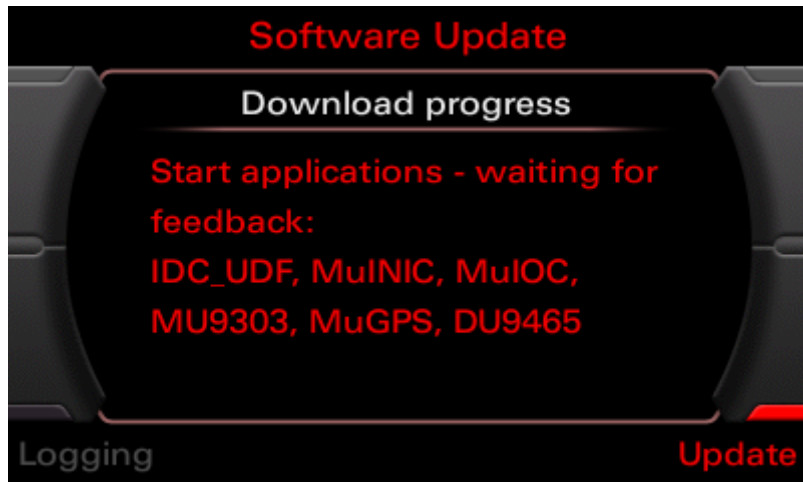 Software Update
Download progress
Start applications - waiting for
feedback:
IDC_UDF, MuINIC, MuIOC,
MU9303, MuGPS, DU9465
Logging
Update